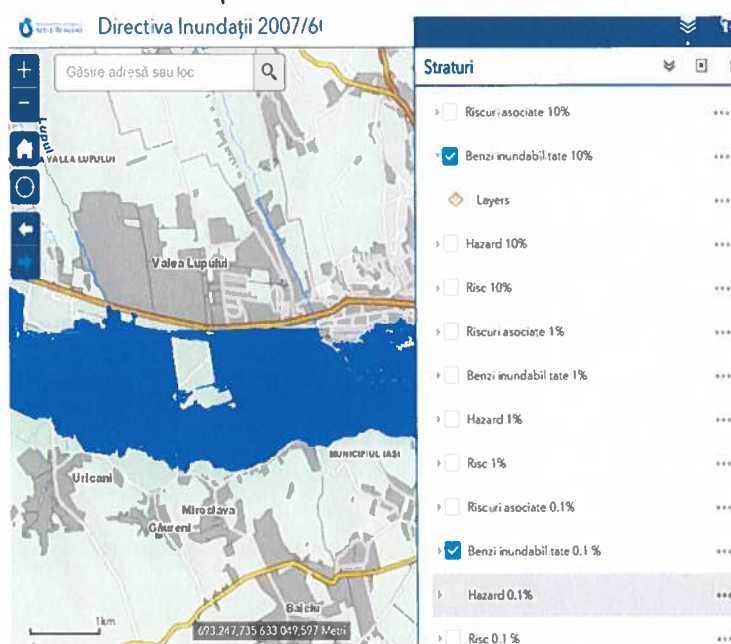 Directiva Inundații 2007/6
Găsire adresă sau loc
Straturi
Lupul
VALEA LUPULUI
Valea Lupului
MUNICIPIUL IAȘI
Uricani
Miroslava
Găureni
Balciu
1km
693.247,735 633.049,597 Metri
Riscuri asociate 10%
Benzi inundabilitate 10%
Layers
Hazard 10%
Risc 10%
Riscuri asociate 1%
Benzi inundabilitate 1%
Hazard 1%
Risc 1%
Riscuri asociate 0.1%
Benzi inundabilitate 0.1 %
Hazard 0.1%
Risc 0.1 %